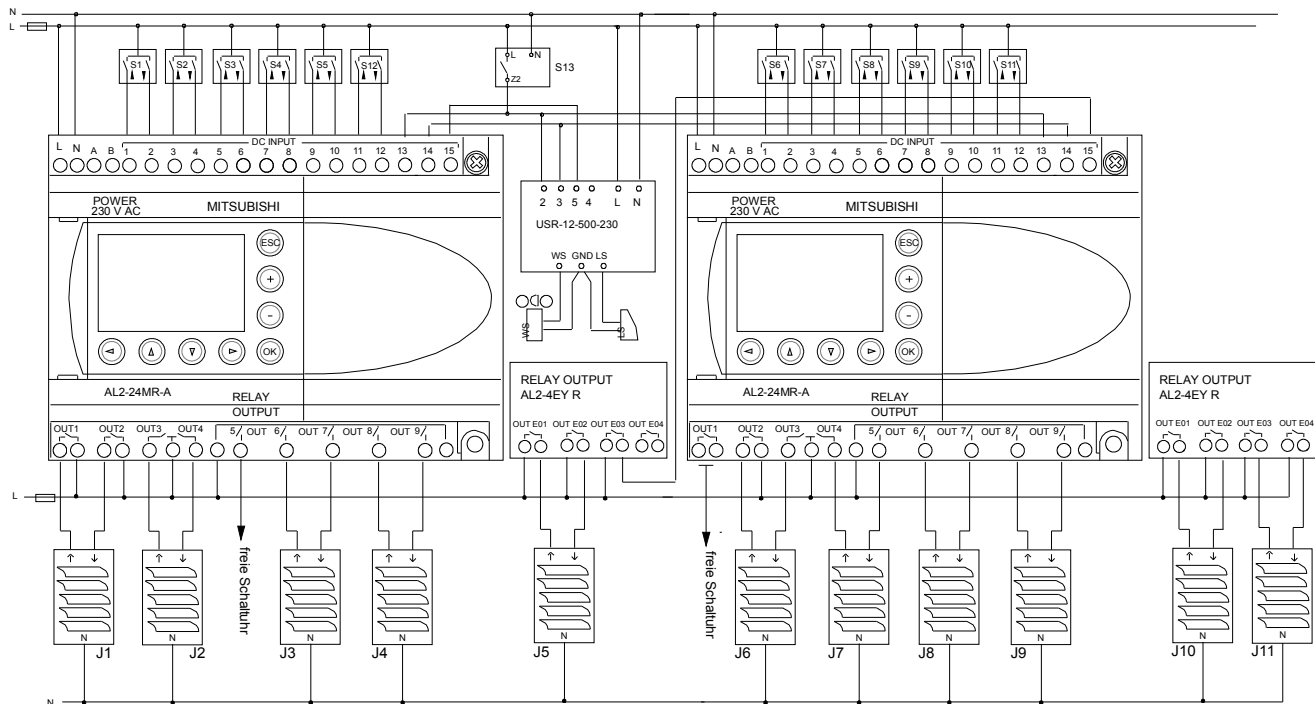 N
L
S1 S2 S3 S4 S5 S12
L N
S13
Z2
S6 S7 S8 S9 S10 S11
L N A B 1 2 3 4 5 6 7 8 9 10 11 12 13 14 15
DC INPUT
L N A B 1 2 3 4 5 6 7 8 9 10 11 12 13 14 15
DC INPUT
POWER
230 V AC
MITSUBISHI
ESC
+
-
OK
AL2-24MR-A
RELAY
OUTPUT
2 3 5 4 L N
USR-12-500-230
WS GND LS
WS
LS
POWER
230 V AC
MITSUBISHI
ESC
+
-
OK
AL2-24MR-A
RELAY
OUTPUT
RELAY OUTPUT
AL2-4EY R
OUT E01 OUT E02 OUT E03 OUT E04
RELAY OUTPUT
AL2-4EY R
OUT E01 OUT E02 OUT E03 OUT E04
OUT1 OUT2 OUT3 OUT4 5 OUT 6 OUT 7 OUT 8 OUT 9
OUT1 OUT2 OUT3 OUT4 5 OUT 6 OUT 7 OUT 8 OUT 9
L
freie Schaltuhr
freie Schaltuhr
N N N N N N N N N N N
J1 J2 J3 J4 J5 J6 J7 J8 J9 J10 J11
N